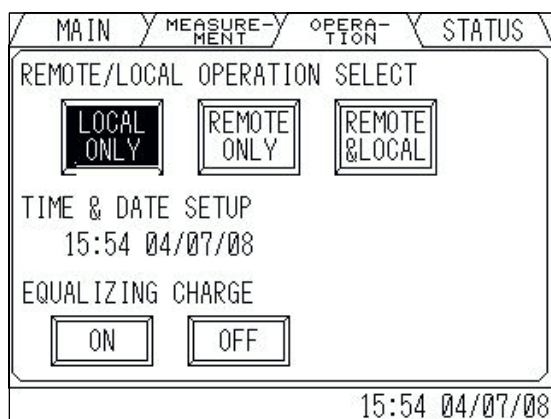 MAIN MEASURE- OPERA- STATUS
MENT TION
REMOTE/LOCAL OPERATION SELECT
LOCAL REMOTE REMOTE
ONLY ONLY &LOCAL
TIME & DATE SETUP
15:54 04/07/08
EQUALIZING CHARGE
ON OFF
15:54 04/07/08